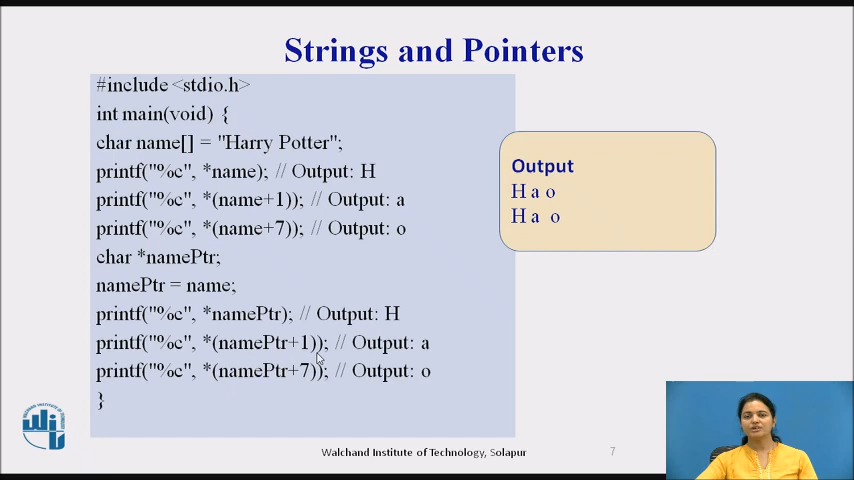 Strings and Pointers
#include <stdio.h>
int main(void) {
char name[] = "Harry Potter";
printf("%c", *name); // Output: H
printf("%c", *(name+1)); // Output: a
printf("%c", *(name+7)); // Output: o
char *namePtr;
namePtr = name;
printf("%c", *namePtr); // Output: H
printf("%c", *(namePtr+1)); // Output: a
printf("%c", *(namePtr+7)); // Output: o
}
Output
H a o
H a  o
Walchand Institute of Technology, Solapur
7